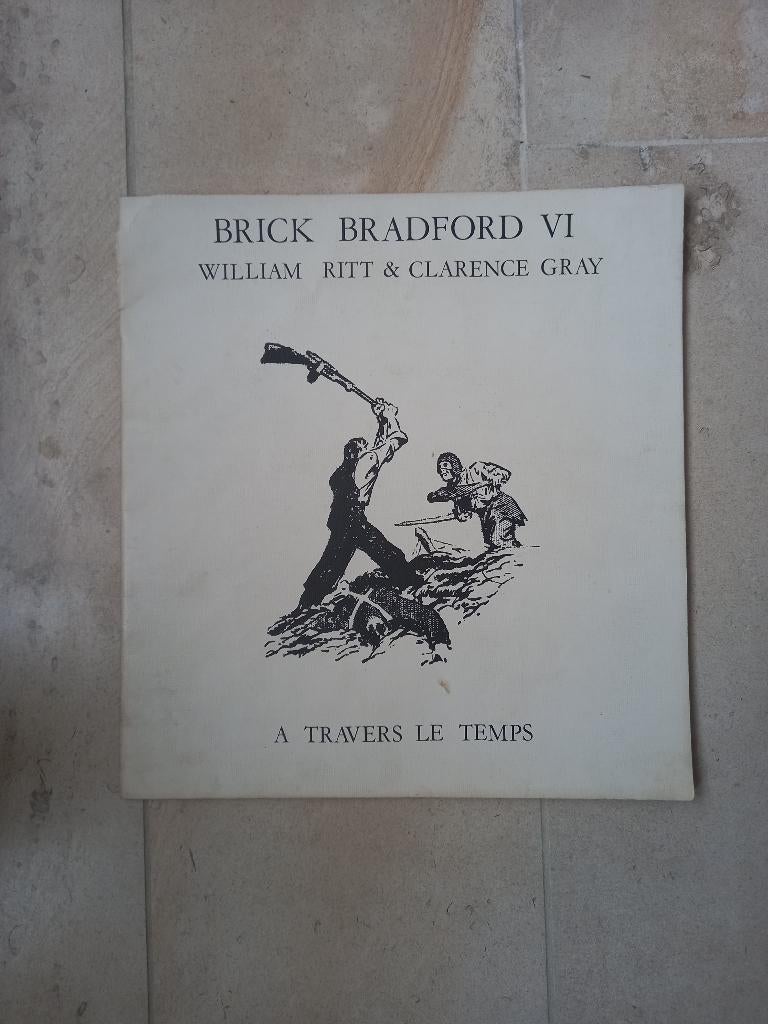 BRICK BRADFORD VI
WILLIAM RITT & CLARENCE GRAY
A TRAVERS LE TEMPS